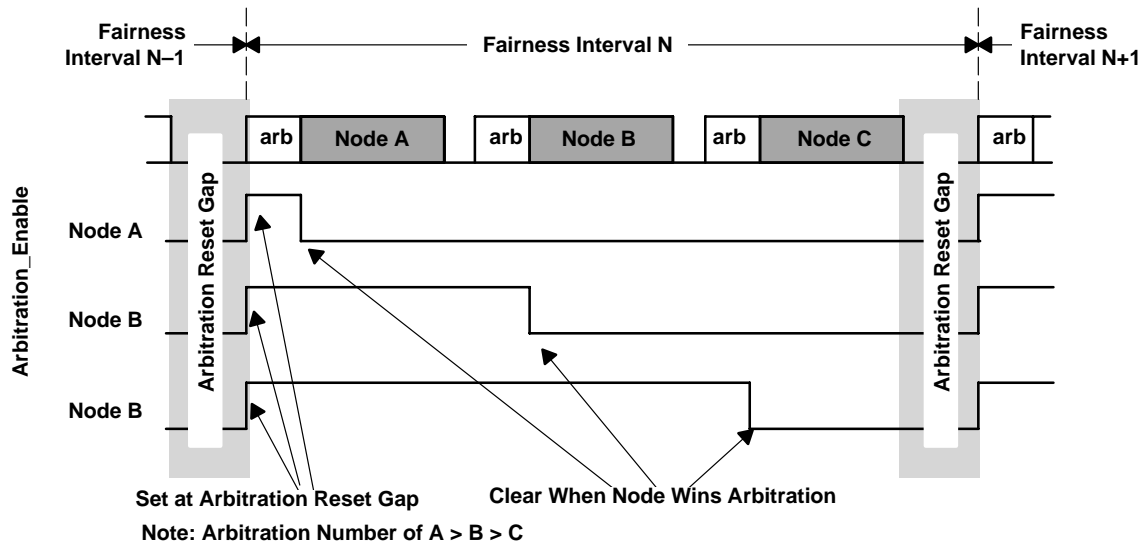 Fairness
Interval N–1
Fairness Interval N
Fairness
Interval N+1
arb
Node A
arb
Node B
arb
Node C
arb
Arbitration_Enable
Arbitration Reset Gap
Arbitration Reset Gap
Node A
Node B
Node B
Set at Arbitration Reset Gap
Clear When Node Wins Arbitration
Note: Arbitration Number of A > B > C